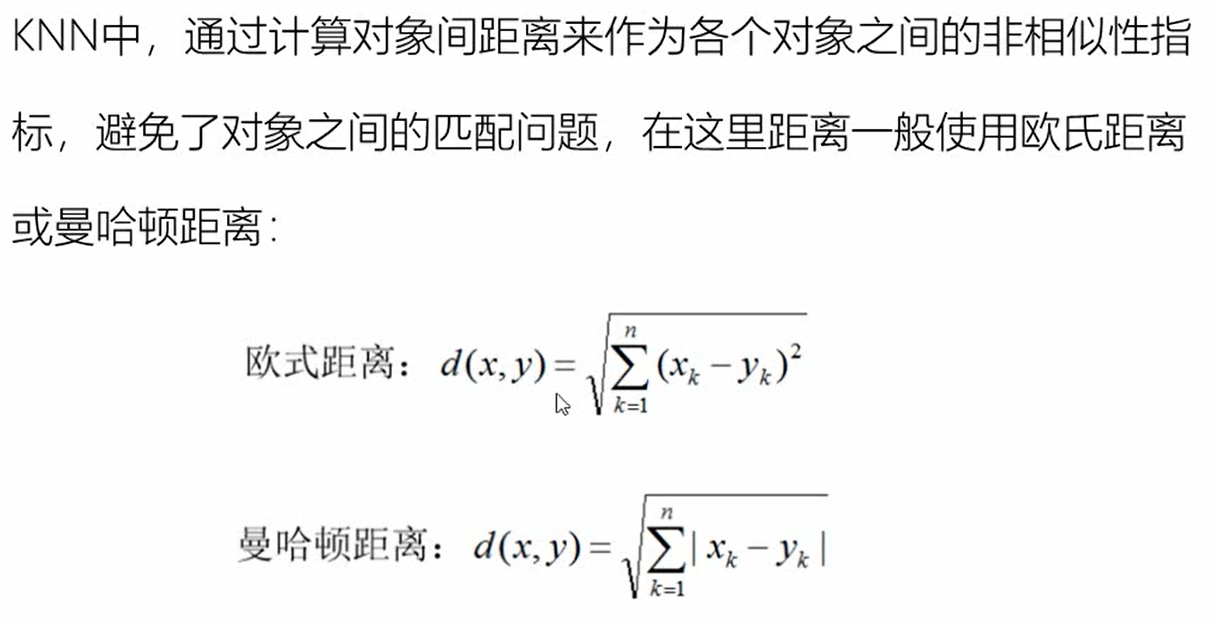 KNN中，通过计算对象间距离来作为各个对象之间的非相似性指
标，避免了对象之间的匹配问题，在这里距离一般使用欧氏距离
或曼哈顿距离：
欧式距离：d(x,y)=√∑_{k=1}^{n}(x_k−y_k)^2
曼哈顿距离：d(x,y)=√∑_{k=1}^{n}|x_k−y_k|